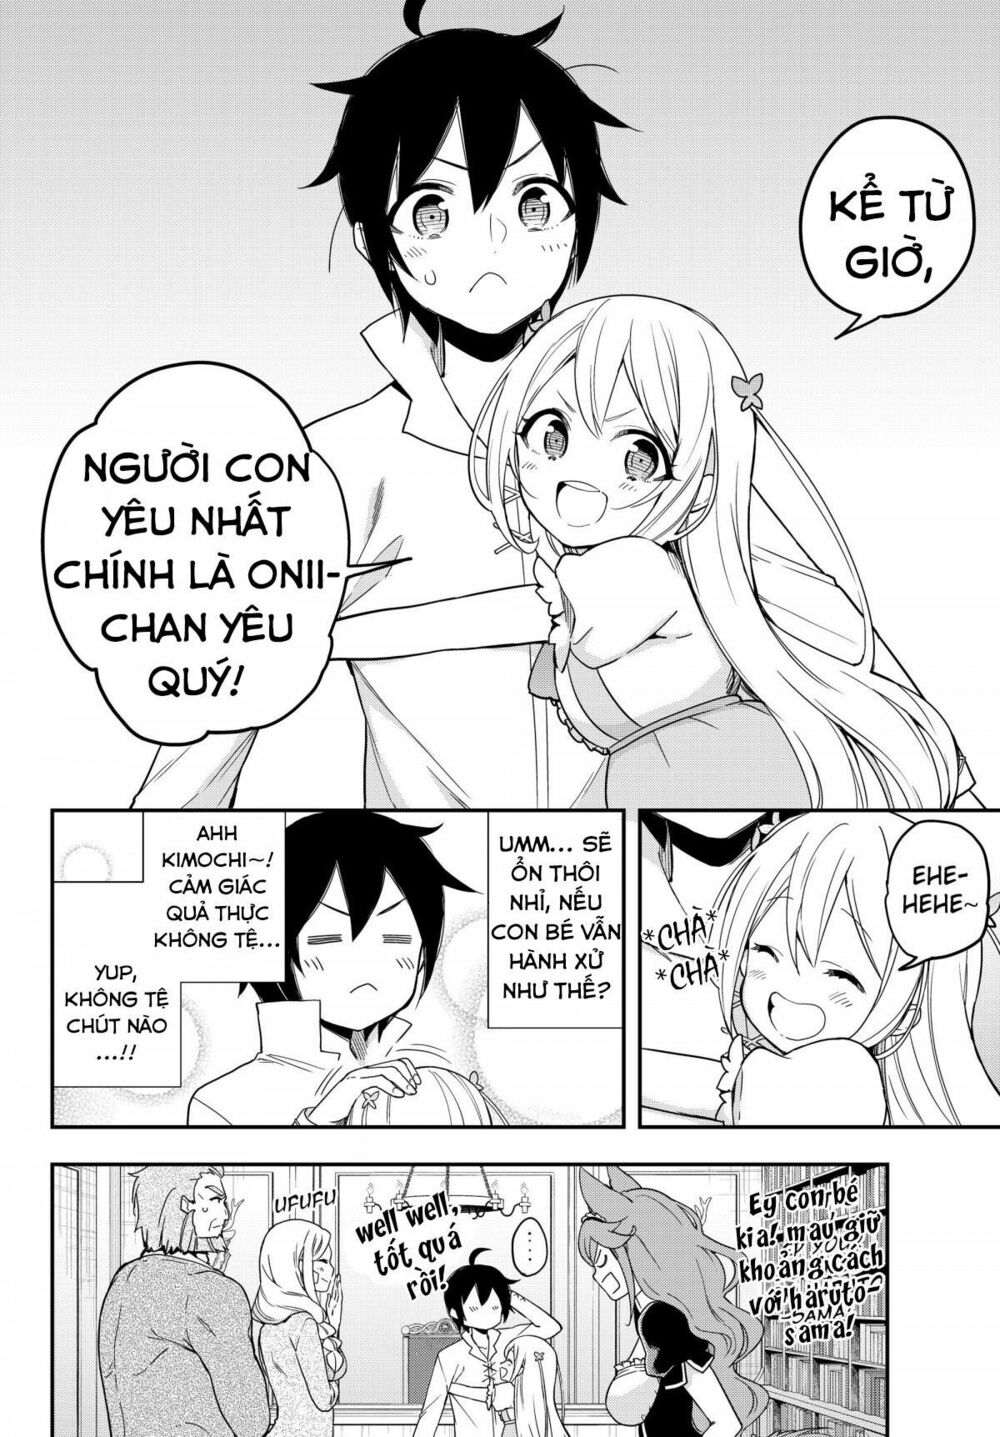 KỂ TỪ
GIỜ,
NGƯỜI CON
YÊU NHẤT
CHÍNH LÀ ONII-
CHAN YÊU
QUÝ!
EHE-
HEHE~
*CHÀ*
*CHÀ*
UMM... SẼ
ỔN THÔI
NHỈ, NẾU
CON BÉ VẪN
HÀNH XỬ
NHƯ THẾ?
AHH
KIMOCHI~!
CẢM GIÁC
QUẢ THỰC
KHÔNG TỆ...
YUP,
KHÔNG TỆ
CHÚT NÀO
...!!
UFUFU
well well,
tốt quá
rồi!
....
Ey con bé
kia! mau giữ
khoảng cách
với haruto-
sama!